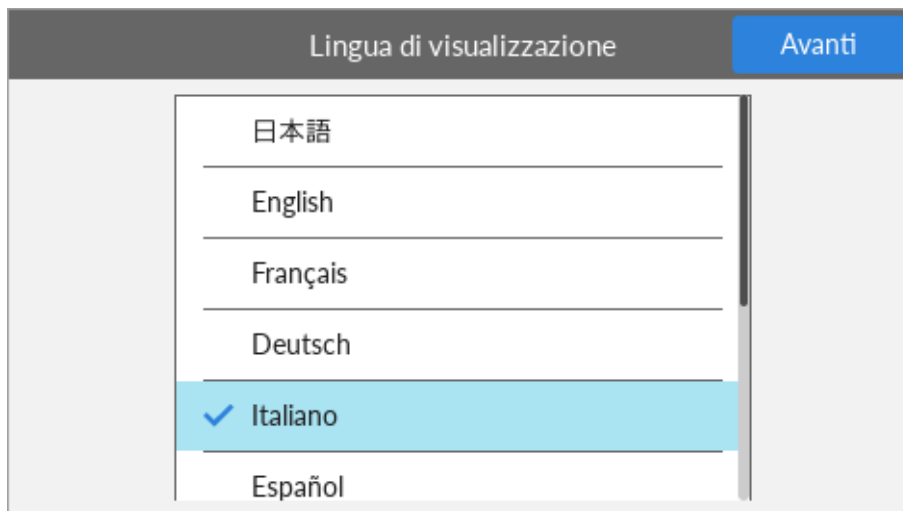 Lingua di visualizzazione
Avanti
日本語
English
Français
Deutsch
Italiano
Español